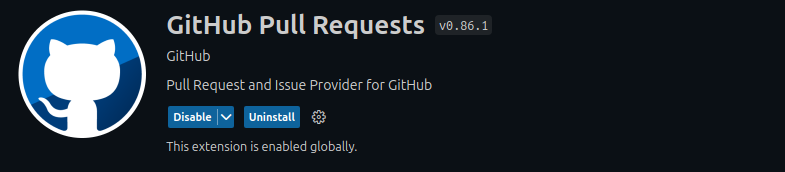 GitHub Pull Requests v0.86.1
GitHub
Pull Request and Issue Provider for GitHub
Disable Uninstall
This extension is enabled globally.